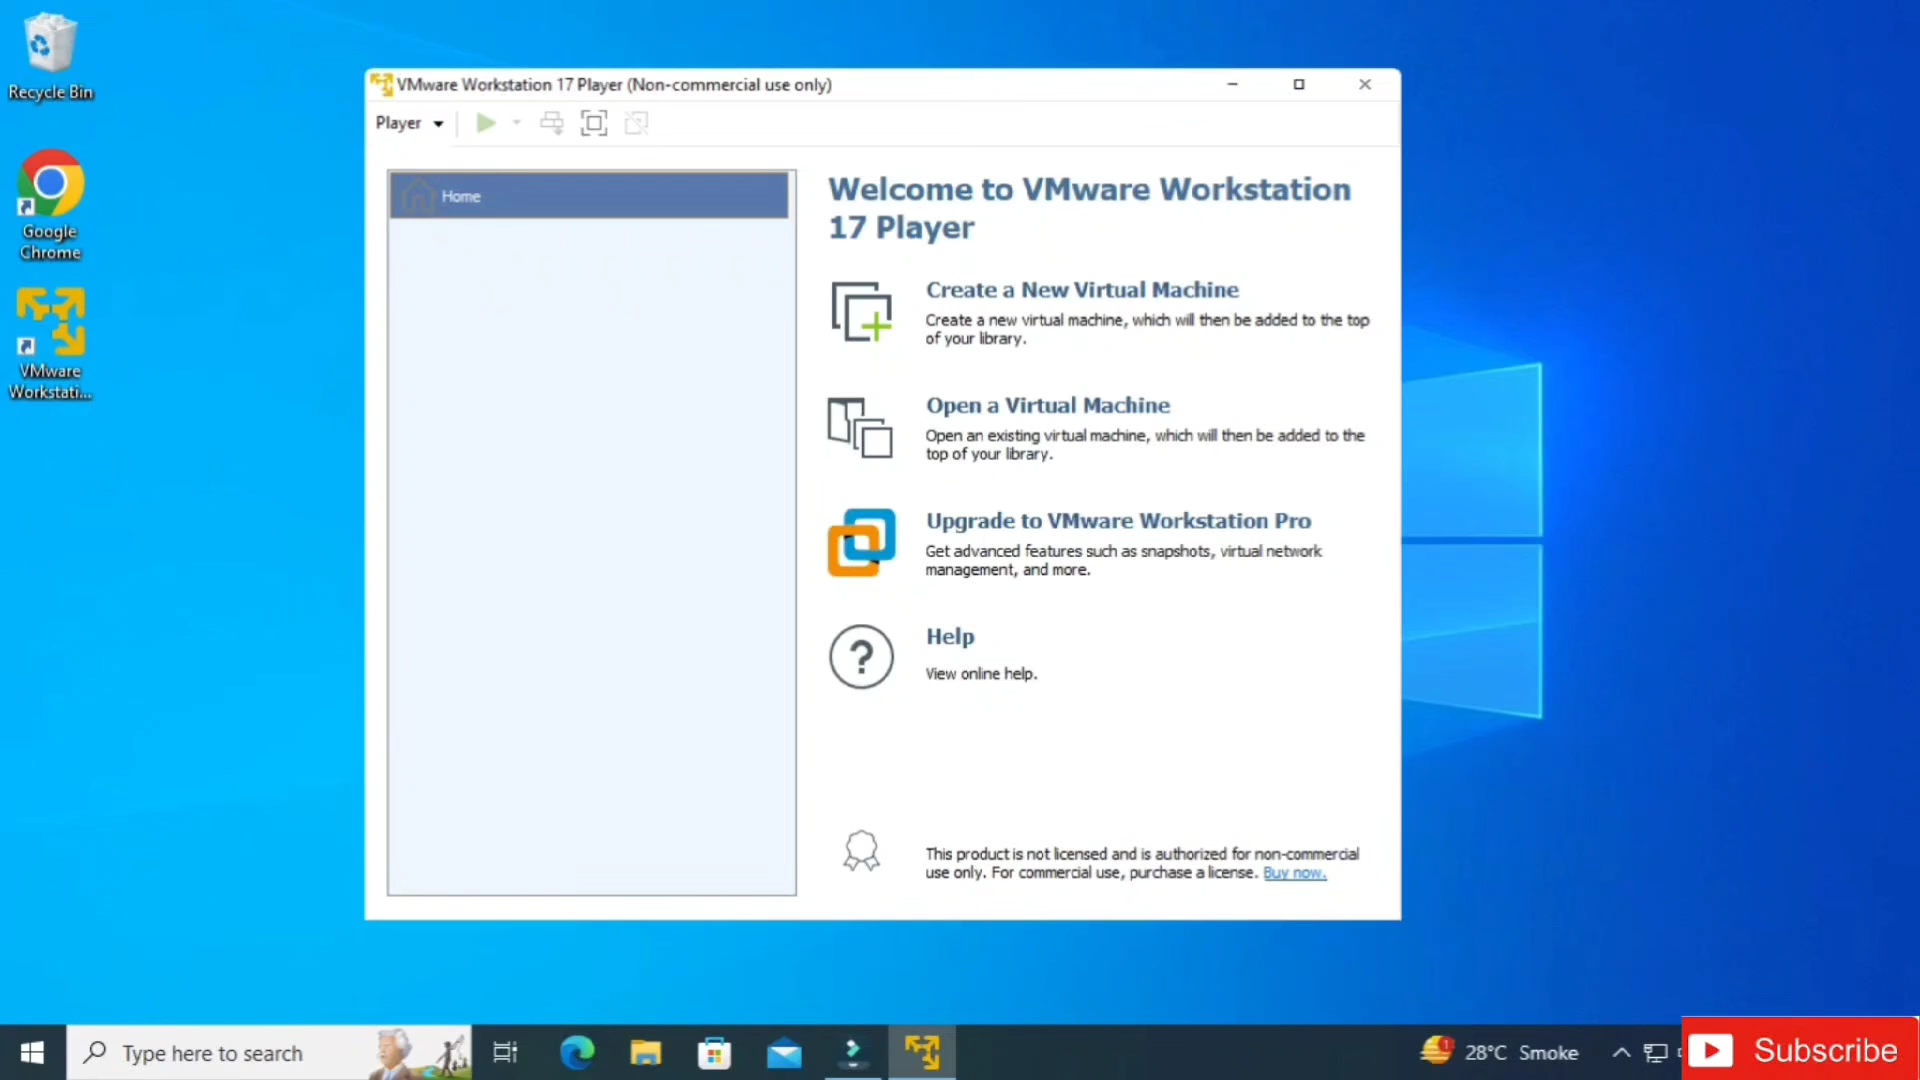 Recycle Bin
Google
Chrome
VMware
Workstati...
VMware Workstation 17 Player (Non-commercial use only)
Player
Home
Welcome to VMware Workstation
17 Player
Create a New Virtual Machine
Create a new virtual machine, which will then be added to the top
of your library.
Open a Virtual Machine
Open an existing virtual machine, which will then be added to the
top of your library.
Upgrade to VMware Workstation Pro
Get advanced features such as snapshots, virtual network
management, and more.
Help
View online help.
This product is not licensed and is authorized for non-commercial
use only. For commercial use, purchase a license. Buy now.
Type here to search
1
28°C Smoke
Subscribe